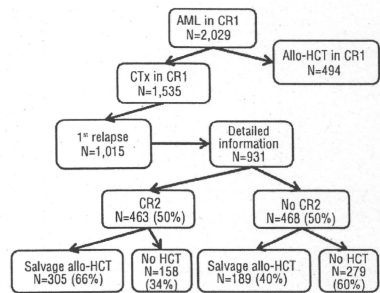 AML in CR1
N=2,029
Allo-HCT in CR1
N=494
CTx in CR1
N=1,535
1st relapse
N=1,015
Detailed
information
N=931
CR2
N=463 (50%)
No CR2
N=468 (50%)
Salvage allo-HCT
N=305 (66%)
No HCT
N=158
(34%)
Salvage allo-HCT
N=189 (40%)
No HCT
N=279
(60%)